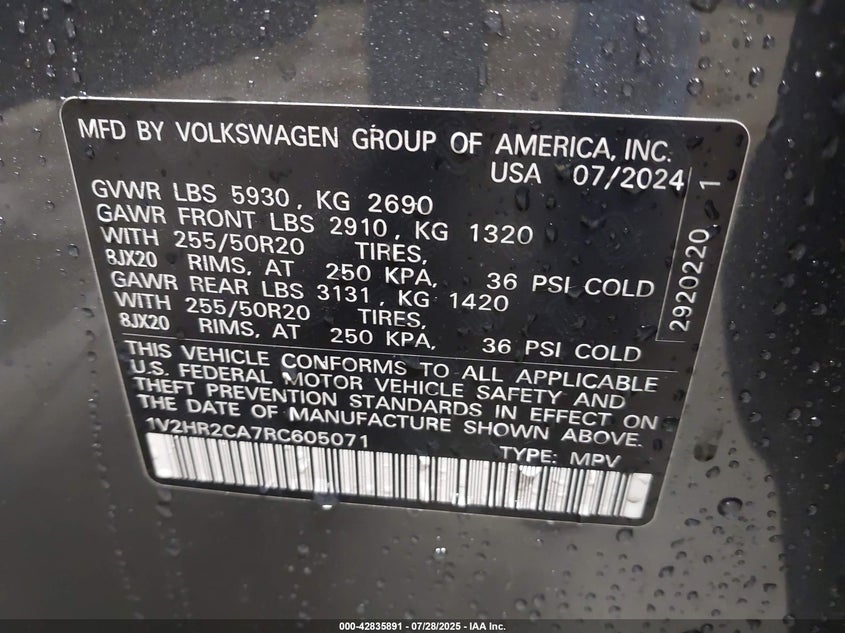 MFD BY VOLKSWAGEN GROUP OF AMERICA, INC.
USA 07/2024
GVWR LBS 5930, KG 2690
GAWR FRONT LBS 2910, KG 1320
WITH 255/50R20 TIRES,
8JX20 RIMS, AT 250 KPA, 36 PSI COLD
GAWR REAR LBS 3131, KG 1420
WITH 255/50R20 TIRES,
8JX20 RIMS, AT 250 KPA, 36 PSI COLD
2920220 1
THIS VEHICLE CONFORMS TO ALL APPLICABLE
U.S. FEDERAL MOTOR VEHICLE SAFETY AND
THEFT PREVENTION STANDARDS IN EFFECT ON
THE DATE OF MANUFACTURE SHOWN ABOVE.
1V2HR2CA7RC605071
TYPE: MPV
000-42835891 - 07/28/2025 - IAA Inc.